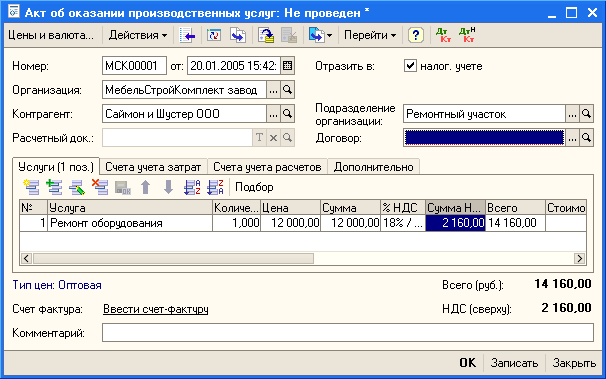 Акт об оказании производственных услуг: Не проведен *
Цены и валюта... Действия Перейти ? Дт Кт Дт Н Кт
Номер: МСК00001 от: 20.01.2005 15:42: Отразить в: налог. учете
Организация: МебельСтройКомплект завод ...
Контрагент: Саймон и Шустер ООО ... Подразделение организации: Ремонтный участок ...
Расчетный док.: T Договор: ...
Услуги (1 поз.) Счета учета затрат Счета учета расчетов Дополнительно
Подбор
№ Услуга Количе... Цена Сумма % НДС Сумма Н... Всего Стоимо
1 Ремонт оборудования 1,000 12 000,00 12 000,00 18% / ... 2 160,00 14 160,00
Тип цен: Оптовая Всего (руб.): 14 160,00
Счет фактура: Ввести счет-фактуру НДС (сверху): 2 160,00
Комментарий:
OK Записать Закрыть